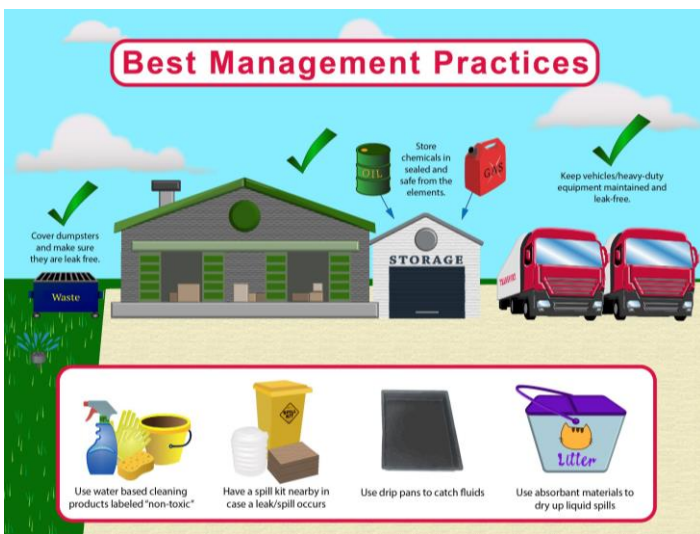 Best Management Practices
Store
chemicals in
sealed and
safe from the
elements.
OIL
GAS
Keep vehicles/heavy-duty
equipment maintained and
leak-free.
Cover dumpsters
and make sure
they are leak free.
STORAGE
Waste
Use water based cleaning
products labeled "non-toxic"
Have a spill kit nearby in
case a leak/spill occurs
Use drip pans to catch fluids
Litter
Use absorbant materials to
dry up liquid spills